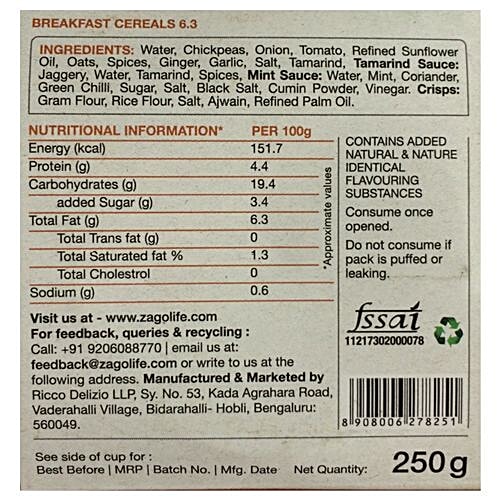 BREAKFAST CEREALS 6.3
INGREDIENTS: Water, Chickpeas, Onion, Tomato, Refined Sunflower
Oil, Oats, Spices, Ginger, Garlic, Salt, Tamarind. Tamarind Sauce:
Jaggery, Water, Tamarind, Spices, Mint Sauce: Water, Mint, Coriander,
Green Chilli, Sugar, Salt, Black Salt, Cumin Powder, Vinegar. Crisps:
Gram Flour, Rice Flour, Salt, Ajwain, Refined Palm Oil.
NUTRITIONAL INFORMATION* PER 100g
Energy (kcal) 151.7
Protein (g) 4.4
Carbohydrates (g) 19.4
added Sugar (g) 3.4
Total Fat (g) 6.3
Total Trans fat (g) 0
Total Saturated fat % 1.3
Total Cholestrol 0
Sodium (g) 0.6
*Approximate values
CONTAINS ADDED
NATURAL & NATURE
IDENTICAL
FLAVOURING
SUBSTANCES
Consume once
opened.
Do not consume if
pack is puffed or
leaking.
fssai
11217302000078
Visit us at - www.zagolife.com
For feedback, queries & recycling :
Call: +91 9206088770 | email us at:
feedback@zagolife.com or write to us at the
following address. Manufactured & Marketed by
Ricco Delizio LLP, Sy. No. 53, Kada Agrahara Road,
Vaderahalli Village, Bidarahalli- Hobli, Bengaluru:
560049.
8 908006 278251
See side of cup for :
Best Before | MRP | Batch No. | Mfg. Date Net Quantity: 250 g